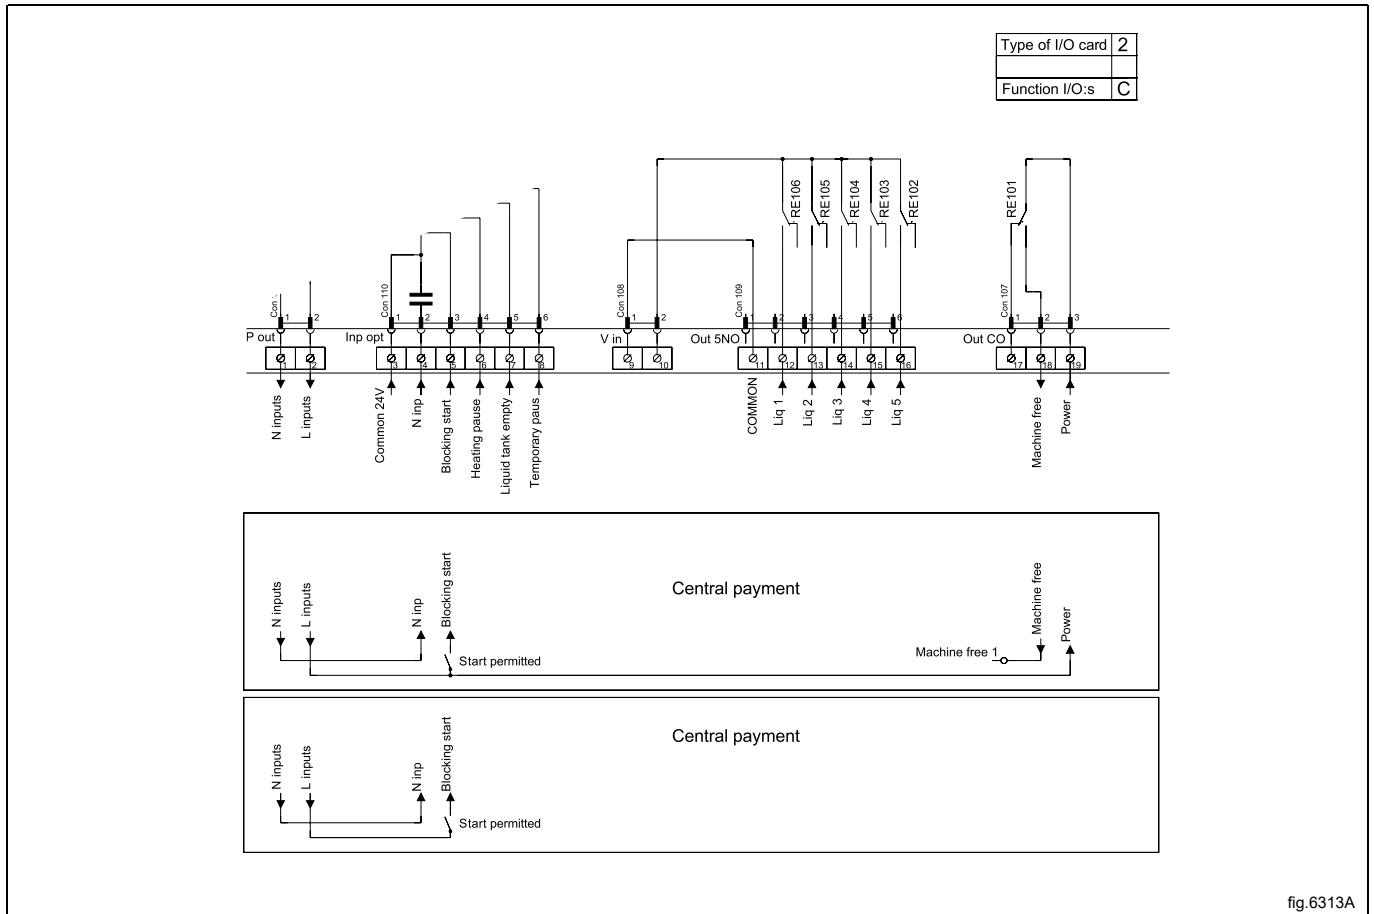 Type of I/O card 2
Function I/O:s C
RE106
RE105
RE104
RE103
RE102
RE101
Con
Con 110
Con 108
Con 109
Con 107
1 2
1 2 3 4 5 6
1 2
1 2 3 4 5 6
1 2 3
P out
Inp opt
V in
Out 5NO
Out CO
1 2
3 4 5 6 7 8
9 10
11 12 13 14 15 16
17 18 19
N inputs
L inputs
Common 24V
N inp
Blocking start
Heating pause
Liquid tank empty
Temporary paus
COMMON
Liq 1
Liq 2
Liq 3
Liq 4
Liq 5
Machine free
Power
Central payment
N inputs
L inputs
N inp
Blocking start
Start permitted
Machine free 1
Machine free
Power
Central payment
N inputs
L inputs
N inp
Blocking start
Start permitted
fig.6313A